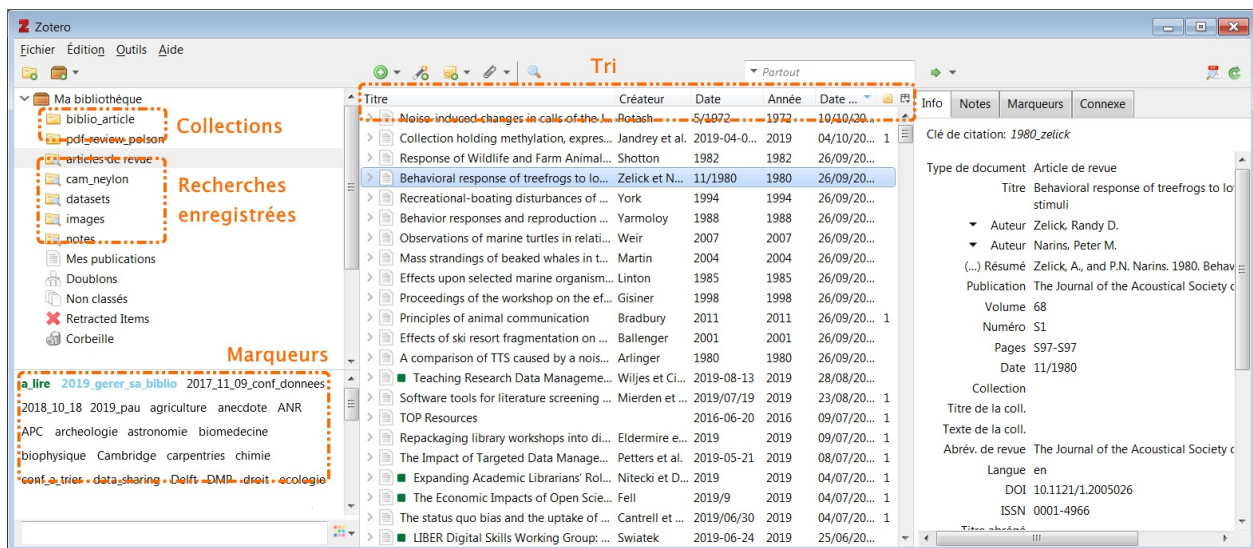 Zotero
Fichier Édition Outils Aide
Tri
Partout
Ma bibliothèque
biblio_article
pdf_review_polson
articles de revue
cam_neylon
datasets
images
notes
Mes publications
Doublons
Non classés
Retracted Items
Corbeille
Collections
Recherches
enregistrées
Marqueurs
a_lire 2019_gerer_sa_biblio 2017_11_09_conf_donnees
2018_10_18 2019_pau agriculture anecdote ANR
APC archeologie astronomie biomedecine
biophysique Cambridge carpentries chimie
conf_a_trier data_sharing Delft DMP droit ecologie
Titre Créateur Date Année Date ...
Noise-induced changes in calls of the J... Potash 5/1972 1972 10/10/20...
Collection holding methylation, expres... Jandrey et al. 2019-04-0... 2019 04/10/20... 1
Response of Wildlife and Farm Animal... Shotton 1982 1982 26/09/20...
Behavioral response of treefrogs to lo... Zelick et N... 11/1980 1980 26/09/20...
Recreational-boating disturbances of ... York 1994 1994 26/09/20...
Behavior responses and reproduction ... Yarmoloy 1988 1988 26/09/20...
Observations of marine turtles in relati... Weir 2007 2007 26/09/20...
Mass strandings of beaked whales in t... Martin 2004 2004 26/09/20...
Effects upon selected marine organism... Linton 1985 1985 26/09/20...
Proceedings of the workshop on the ef... Gisiner 1998 1998 26/09/20...
Principles of animal communication Bradbury 2011 2011 26/09/20... 1
Effects of ski resort fragmentation on ... Ballenger 2001 2001 26/09/20...
A comparison of TTS caused by a nois... Arlinger 1980 1980 26/09/20...
Teaching Research Data Manageme... Wiljes et Ci... 2019-08-13 2019 28/08/20...
Software tools for literature screening ... Mierden et ... 2019/07/19 2019 23/08/20... 1
TOP Resources 2016-06-20 2016 09/07/20... 1
Repackaging library workshops into di... Eldermire e... 2019 2019 09/07/20... 1
The Impact of Targeted Data Manage... Petters et al. 2019-05-21 2019 08/07/20... 1
Expanding Academic Librarians' Rol... Nitecki et D... 2019 2019 04/07/20... 1
The Economic Impacts of Open Scie... Fell 2019/9 2019 04/07/20... 1
The status quo bias and the uptake of ... Cantrell et ... 2019/06/30 2019 04/07/20... 1
LIBER Digital Skills Working Group: ... Swiatek 2019-06-24 2019 25/06/20...
Info Notes Marqueurs Connexe
Clé de citation: 1980_zelick
Type de document Article de revue
Titre Behavioral response of treefrogs to lo
stimuli
Auteur Zelick, Randy D.
Auteur Narins, Peter M.
(...) Résumé Zelick, A., and P.N. Narins. 1980. Behav
Publication The Journal of the Acoustical Society
Volume 68
Numéro S1
Pages S97-S97
Date 11/1980
Collection
Titre de la coll.
Texte de la coll.
Abrév. de revue The Journal of the Acoustical Society
Langue en
DOI 10.1121/1.2005026
ISSN 0001-4966
Titre abrégé